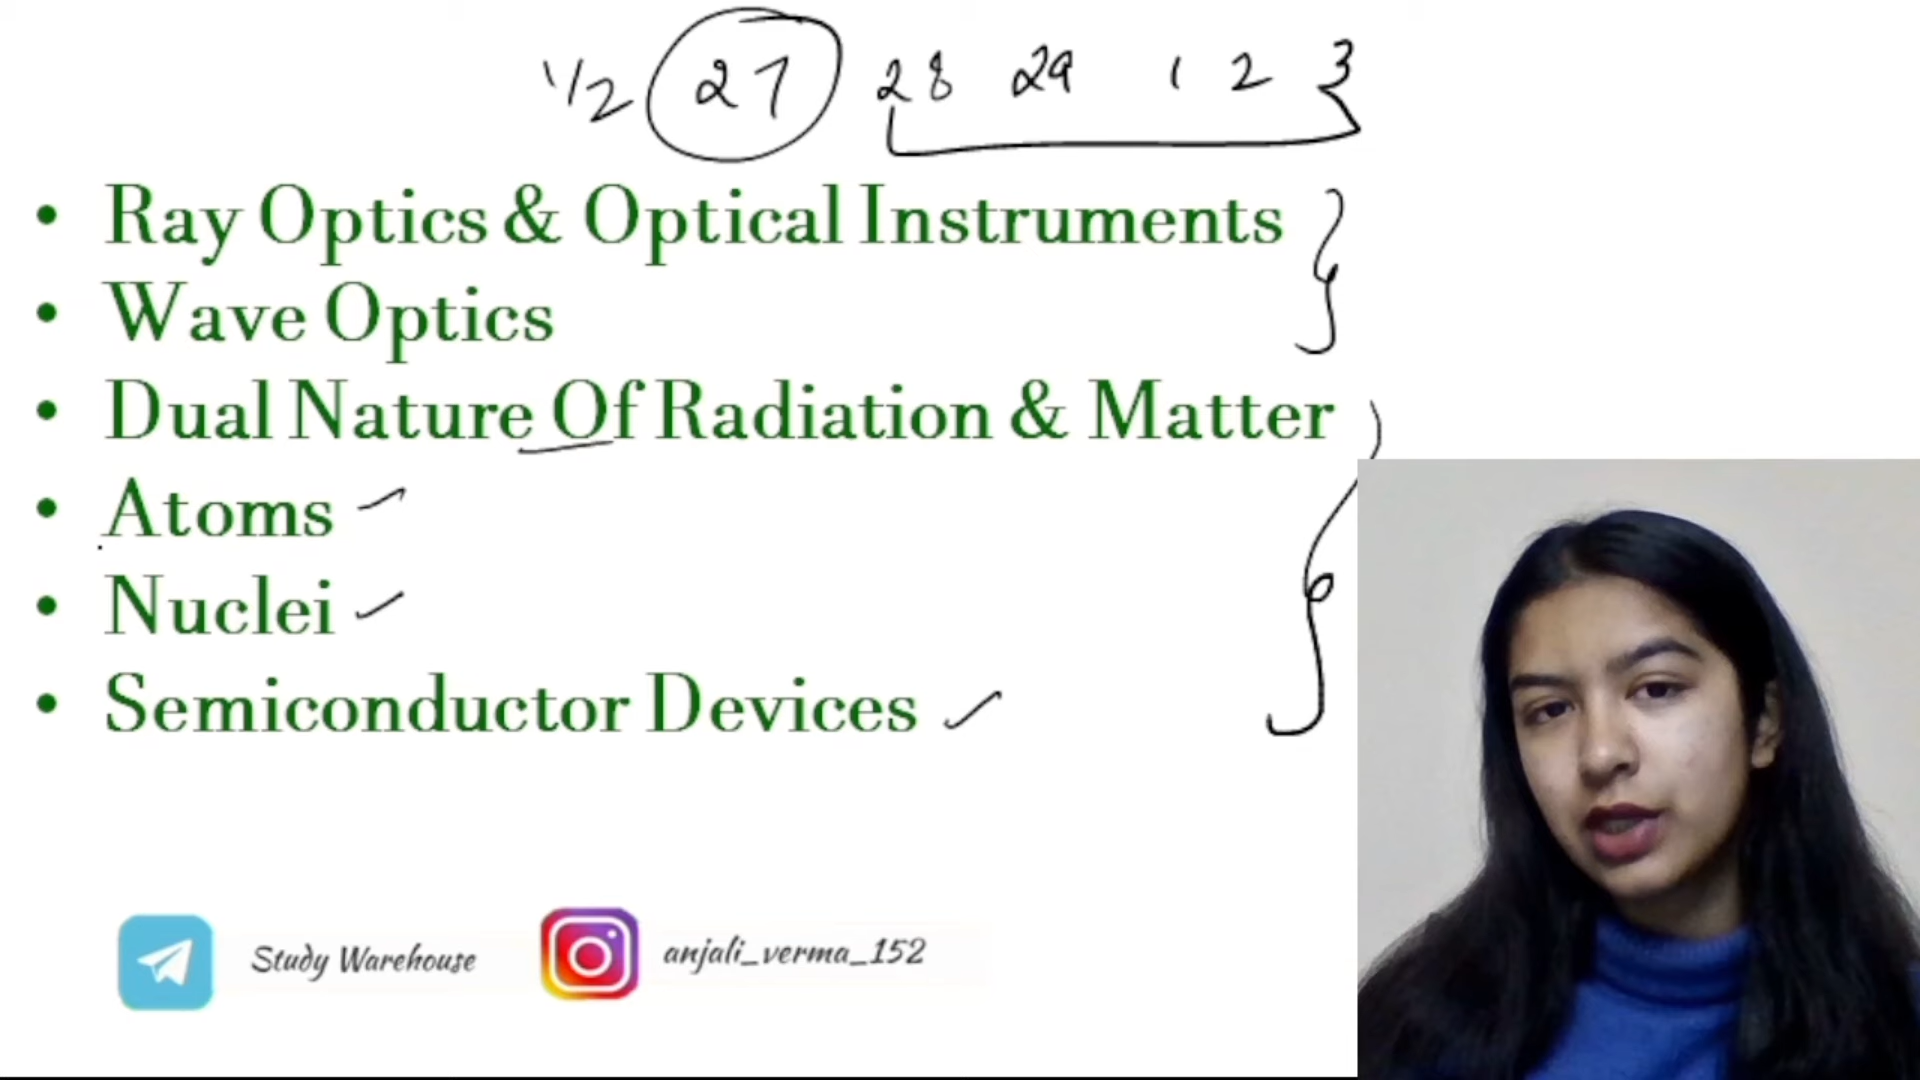 1/2 27 28 29 1 2 3
• Ray Optics & Optical Instruments
• Wave Optics
• Dual Nature Of Radiation & Matter
• Atoms
• Nuclei
• Semiconductor Devices
Study Warehouse anjali_verma_152